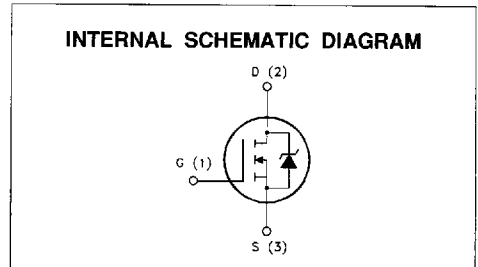 INTERNAL SCHEMATIC DIAGRAM
D (2)
G (1)
S (3)